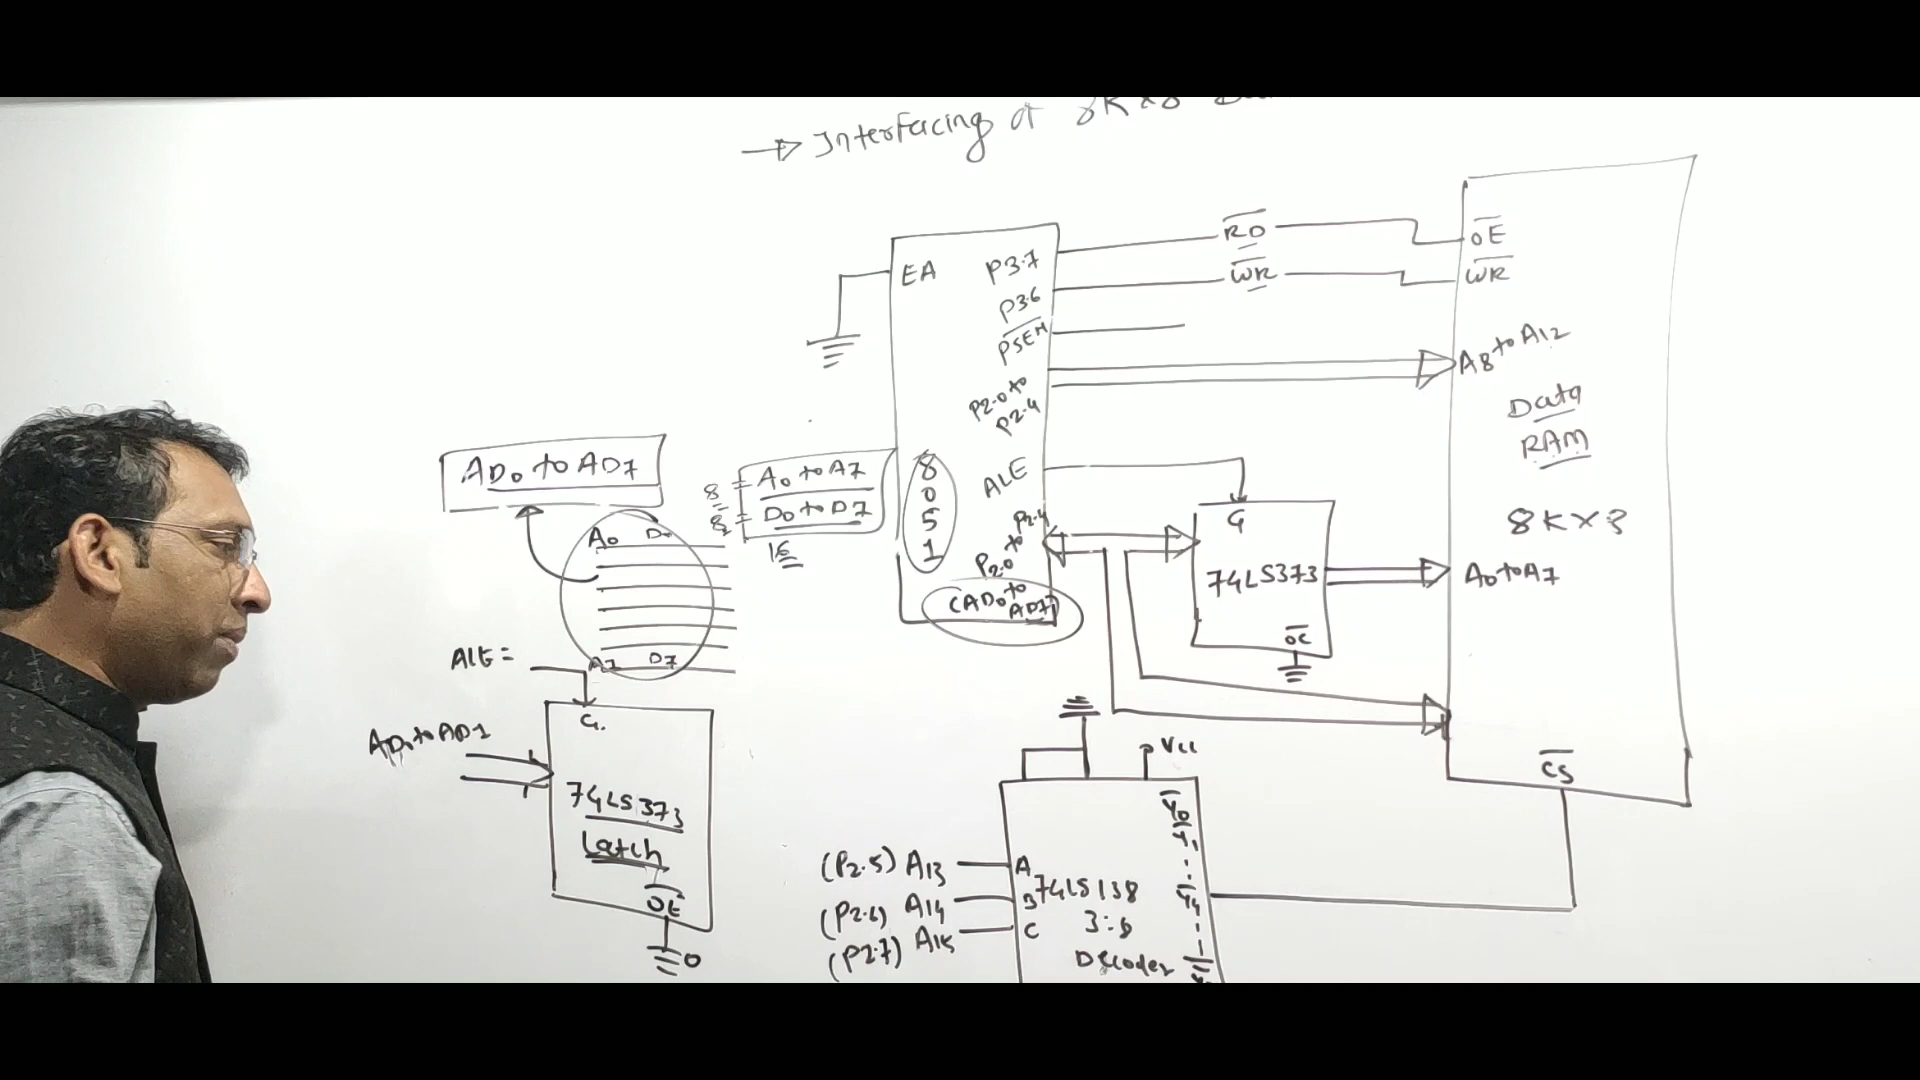 → Interfacing of 8K×8
EA
P3.7
P3.6
PSEN
P2.0 to
P2.4
ALE
P2.0 to P2.4
(AD0 to
AD7)
8
0
5
1
RD
WR
OE
WR
A8 to A12
Data
RAM
8K×8
A0 to A7
CS
G
74LS373
OC
AD0 to AD7
8 = A0 to A7
8 = D0 to D7
16
A0 D0
A7 D7
ALE =
G.
AD0 to AD7
74LS373
Latch
OE
0
Vcc
(P2.5) A13
(P2.6) A14
(P2.7) A15
A
B
C
74LS138
3:8
Decoder
Y0
Y1
Y4